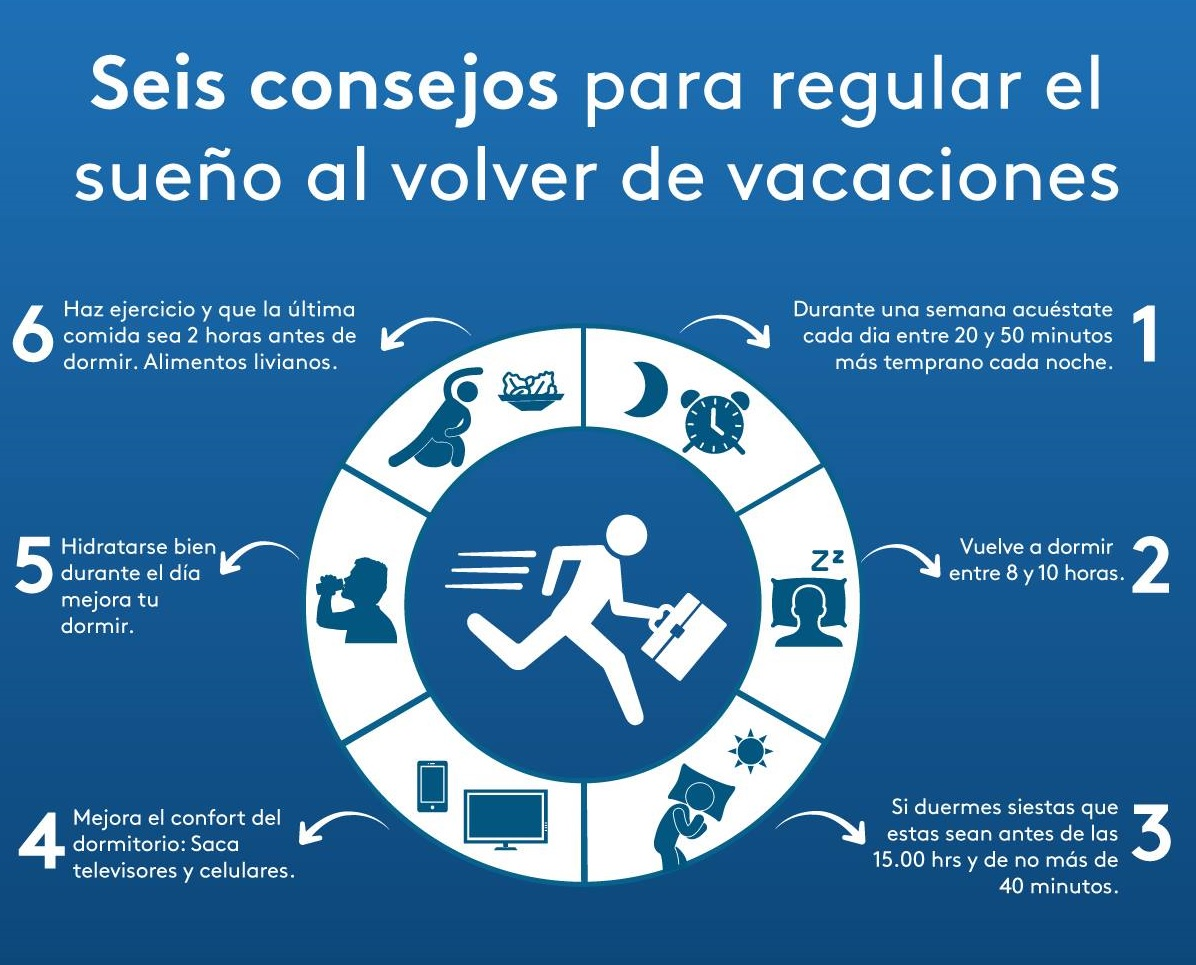 Seis consejos para regular el
sueño al volver de vacaciones
1
Durante una semana acuéstate
cada dia entre 20 y 50 minutos
más temprano cada noche.
2
Vuelve a dormir
entre 8 y 10 horas.
3
Si duermes siestas que
estas sean antes de las
15.00 hrs y de no más de
40 minutos.
4
Mejora el confort del
dormitorio: Saca
televisores y celulares.
5
Hidratarse bien
durante el día
mejora tu
dormir.
6
Haz ejercicio y que la última
comida sea 2 horas antes de
dormir. Alimentos livianos.
zz